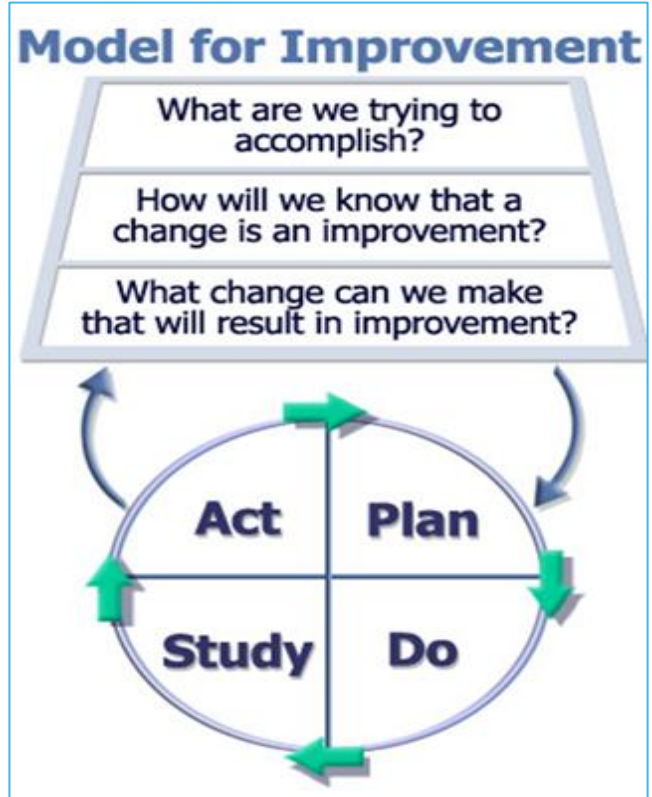 Model for Improvement
What are we trying to
accomplish?
How will we know that a
change is an improvement?
What change can we make
that will result in improvement?
Act
Plan
Study
Do